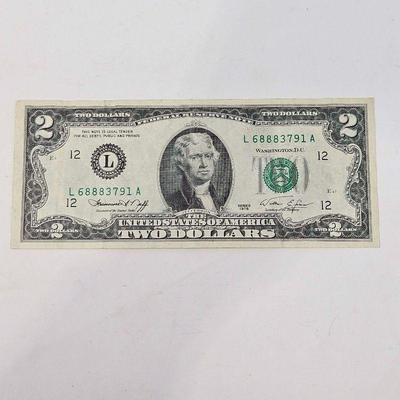 TWO DOLLARS FEDERAL RESERVE NOTE TWO DOLLARS
2 2
THIS NOTE IS LEGAL TENDER
FOR ALL DEBTS, PUBLIC AND PRIVATE
L 68883791 A
WASHINGTON, D.C.
12 L 12
TWO
L 68883791 A
12 12
SERIES
1976
THE
UNITED STATES OF AMERICA
2 TWO DOLLARS 2
TWO DOLLARS TWO DOLLARS